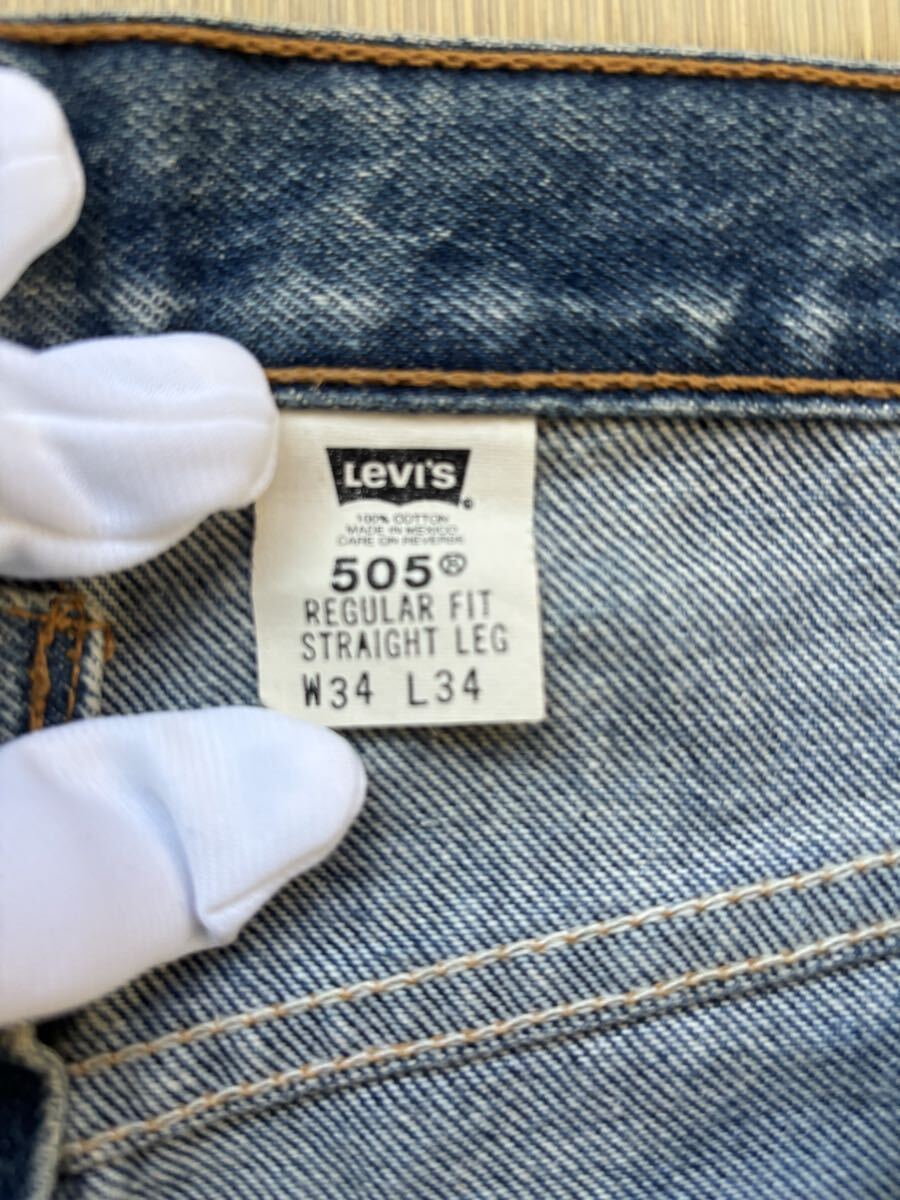 LEVI'S
100% COTTON
MADE IN MEXICO
CARE ON REVERSE
505®
REGULAR FIT
STRAIGHT LEG
W34 L34